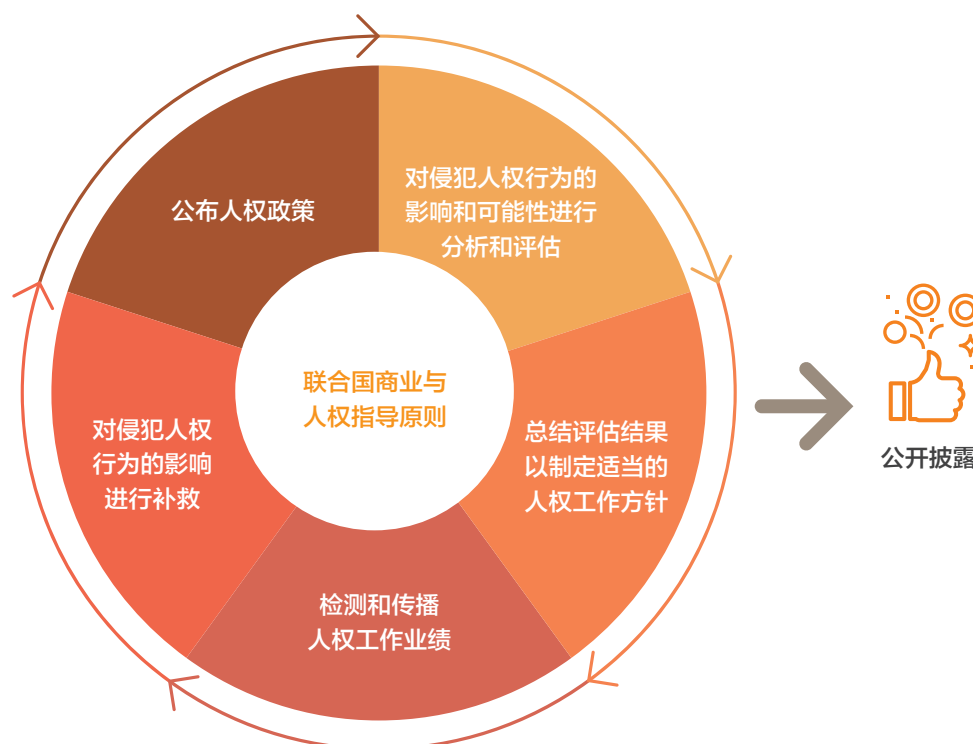 公布人权政策
对侵犯人权行为的
影响和可能性进行
分析和评估
总结评估结果
以制定适当的
人权工作方针
检测和传播
人权工作业绩
对侵犯人权
行为的影响
进行补救
联合国商业与
人权指导原则
公开披露